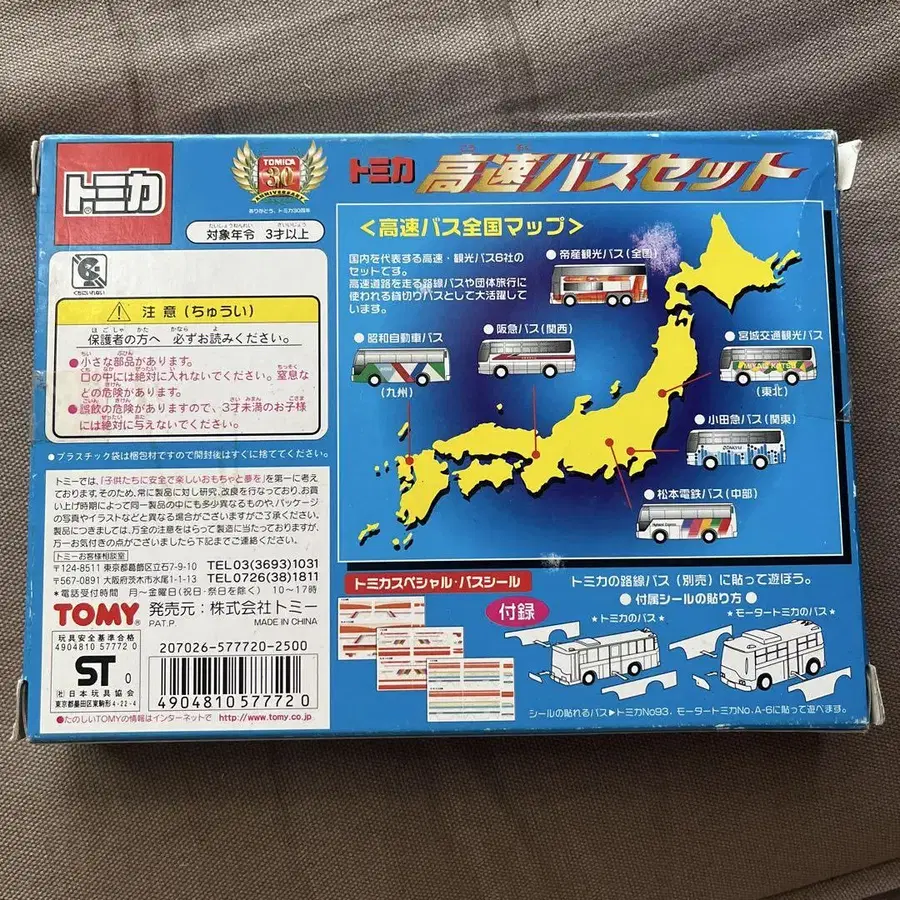 トミカ
TOMICA
30
ANNIVERSARY
ありがとう、トミカ30周年
たいしょうねんれい さいいじょう
対象年令 3才以上
くちにいれない
注意(ちゅうい)
ほごしゃ かた かなら よ
保護者の方へ 必ずお読みください。
●小さな部品があります。
口の中には絶対に入れないでください。窒息などの危険があります。
●誤飲の危険がありますので、3才未満のお子様には絶対に与えないでください。
●プラスチック袋は梱包材ですので開封後はすぐに捨ててください。
トミーでは、「子供たちに安全で楽しいおもちゃと夢を」を第一に考え
ております。そのため、常に製品に対し研究、改良を行なっており、お買
い上げ時期によって同一製品の中にも多少異なるものや、パッケージ
の写真やイラストなどと異なる場合がございますがご了承ください。
製品につきましては、万全の注意をはらって製造に当たっておりますが、
万一お気付きの点がございましたら下記までご連絡ください。
トミーお客様相談室
〒124-8511 東京都葛飾区立石7-9-10 TEL03(3693)1031
〒567-0891 大阪府茨木市水尾1-1-13 TEL0726(38)1811
*電話受付時間 月~金曜日(祝日・祭日を除く) 10~17時
TOMY 発売元:株式会社トミー
PAT.P. MADE IN CHINA
玩具安全基準合格
4904810 57772 0
ST 0
(社)日本玩具協会
東京都墨田区東駒形4-22-4
207026-577720-2500
4904810577720
●たのしいTOMYの情報はインターネットで http://www.tomy.co.jp
トミカ 高速バスセット
<高速バス全国マップ>
国内を代表する高速・観光バス6社の
セットです。
高速道路を走る路線バスや団体旅行に
使われる貸切りバスとして大活躍して
います。
●帝産観光バス(全国)
●阪急バス(関西)
●昭和自動車バス
(九州)
●宮城交通観光バス
MIYAGI KOTSU
(東北)
●小田急バス(関東)
●松本電鉄バス(中部)
トミカスペシャル・バスシール
付録
トミカの路線バス(別売)に貼って遊ぼう。
●付属シールの貼り方●
★トミカのバス★
★モータートミカのバス★
シールの貼れるバス▶トミカNo93、モータートミカNo.A-6に貼って遊べます。